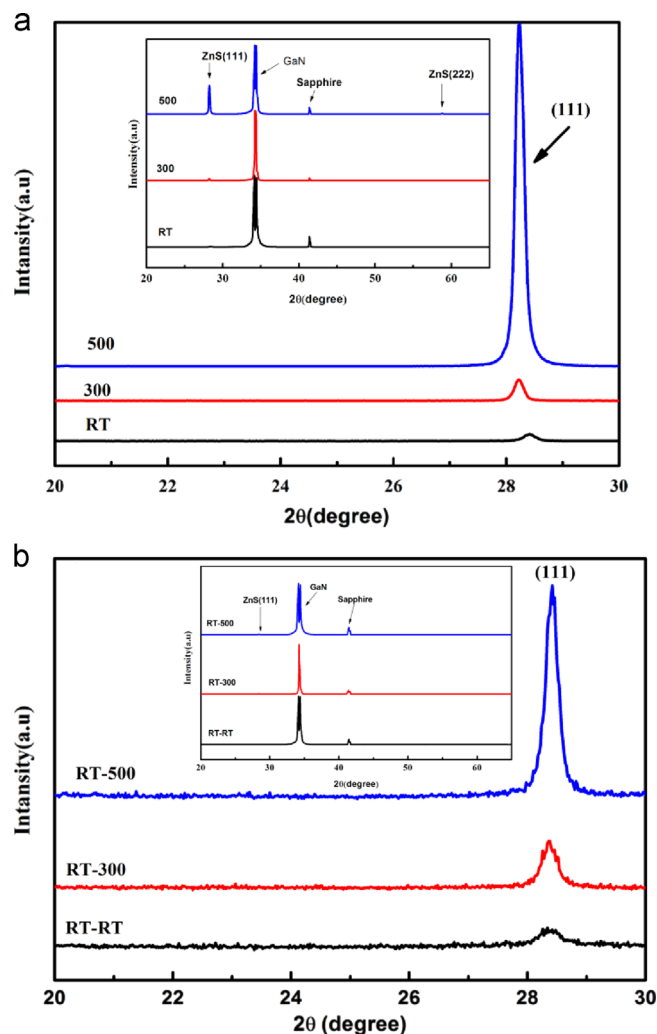 a
ZnS(111)
GaN
ZnS(222)
Sapphire
(111)
500
300
RT
Intensity(a.u)
20 30 40 50 60
2θ(degree)
Intansity(a.u)
500
300
RT
20 22 24 26 28 30
2θ(degree)
b
(111)
GaN
ZnS(111)
Sapphire
RT-500
RT-300
RT-RT
Intensity(a.u)
20 30 40 50 60
2θ(degree)
Intansity(a.u)
RT-500
RT-300
RT-RT
20 22 24 26 28 30
2θ (degree)